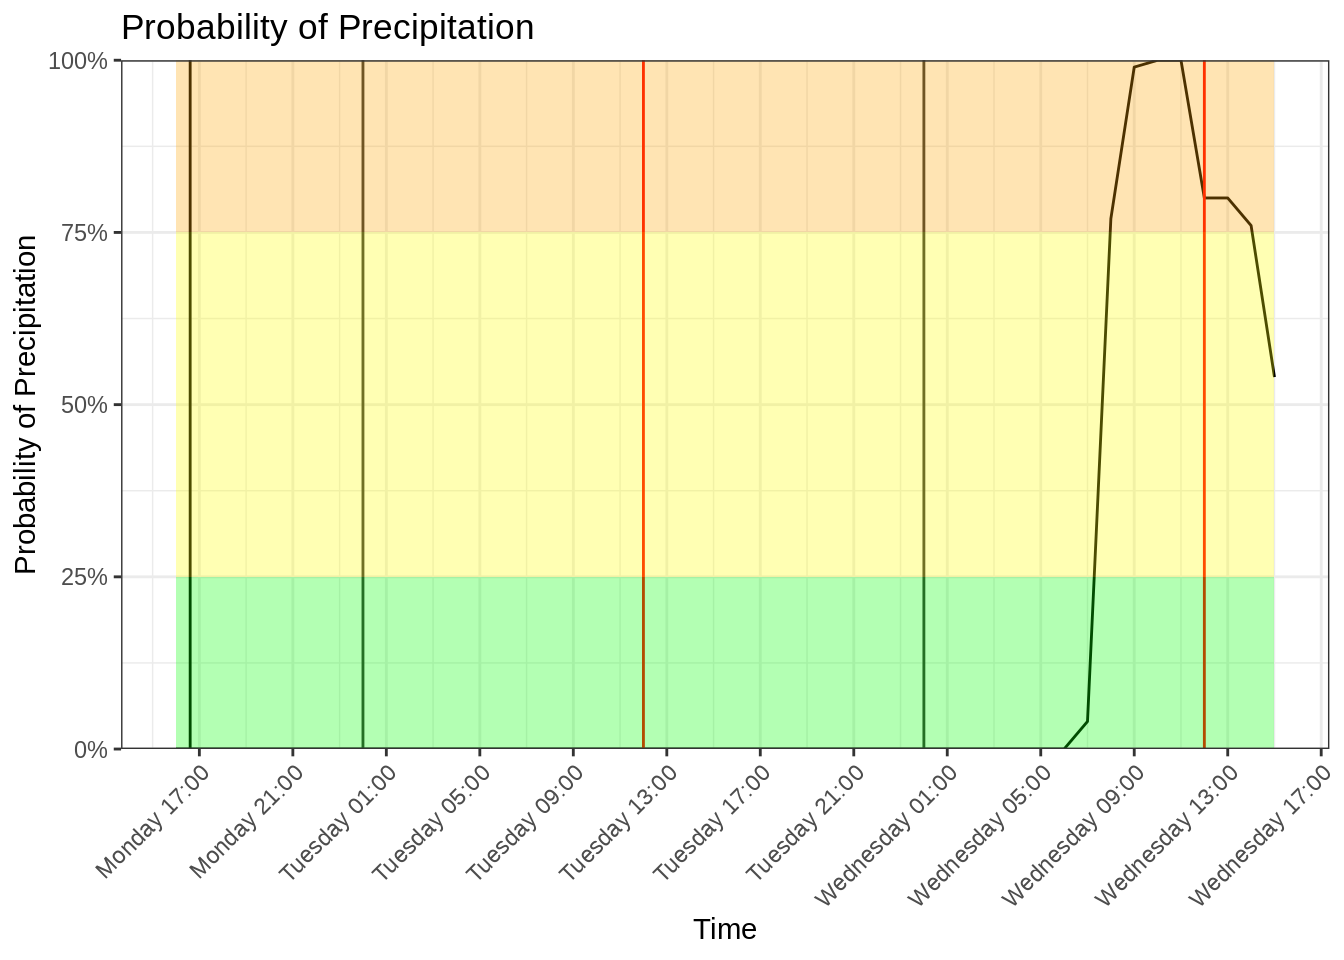 Probability of Precipitation
Probability of Precipitation
100%
75%
50%
25%
0%
Monday 17:00
Monday 21:00
Tuesday 01:00
Tuesday 05:00
Tuesday 09:00
Tuesday 13:00
Tuesday 17:00
Tuesday 21:00
Wednesday 01:00
Wednesday 05:00
Wednesday 09:00
Wednesday 13:00
Wednesday 17:00
Time